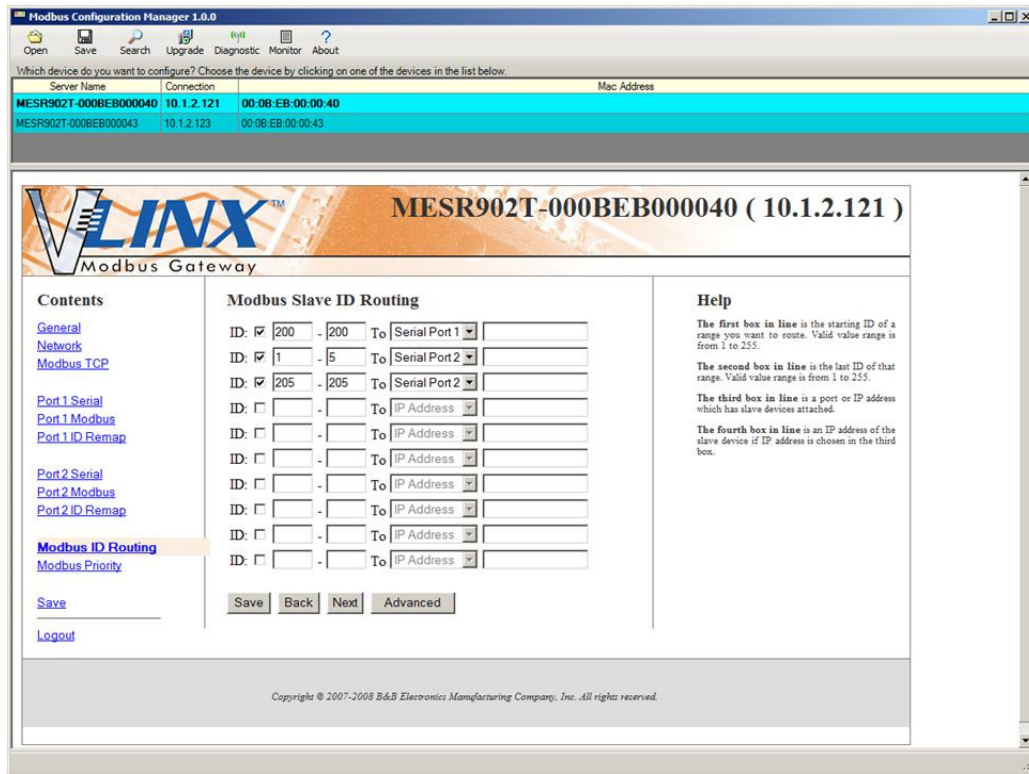 Modbus Configuration Manager 1.0.0
Open Save Search Upgrade Diagnostic Monitor About
Which device do you want to configure? Choose the device by clicking on one of the devices in the list below.
Server Name Connection Mac Address
MESR902T-000BEB000040 10.1.2.121 00:0B:EB:00:00:40
MESR902T-000BEB000043 10.1.2.123 00:0B:EB:00:00:43
VLINX™
Modbus Gateway
MESR902T-000BEB000040 ( 10.1.2.121 )
Contents
General
Network
Modbus TCP
Port 1 Serial
Port 1 Modbus
Port 1 ID Remap
Port 2 Serial
Port 2 Modbus
Port 2 ID Remap
Modbus ID Routing
Modbus Priority
Save
Logout
Modbus Slave ID Routing
ID: 200 - 200 To Serial Port 1
ID: 1 - 5 To Serial Port 2
ID: 205 - 205 To Serial Port 2
ID: - To IP Address
ID: - To IP Address
ID: - To IP Address
ID: - To IP Address
ID: - To IP Address
ID: - To IP Address
ID: - To IP Address
Save Back Next Advanced
Help
The first box in line is the starting ID of a
range you want to route. Valid value range is
from 1 to 255.
The second box in line is the last ID of that
range. Valid value range is from 1 to 255.
The third box in line is a port or IP address
which has slave devices attached.
The fourth box in line is an IP address of the
slave device if IP address is chosen in the third
box.
Copyright © 2007-2008 B&B Electronics Manufacturing Company, Inc. All rights reserved.